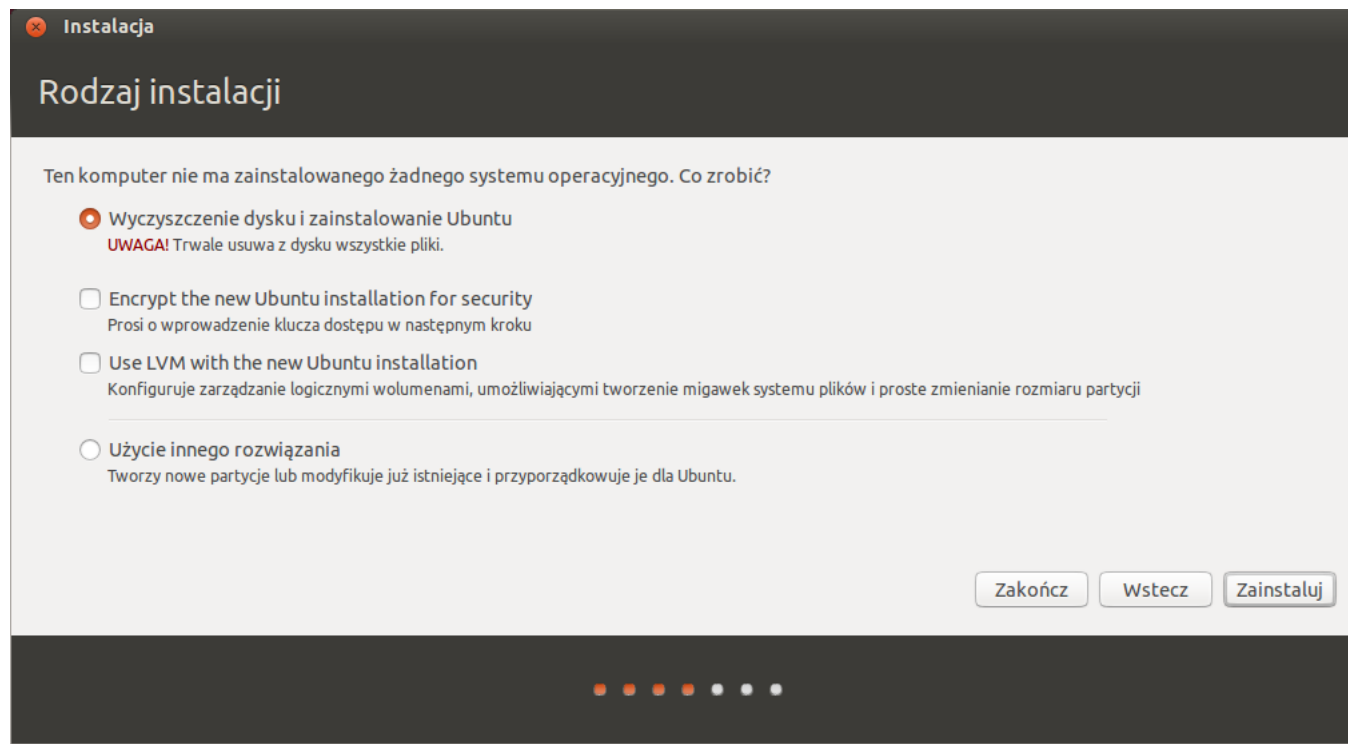 Instalacja
Rodzaj instalacji
Ten komputer nie ma zainstalowanego żadnego systemu operacyjnego. Co zrobić?
Wyczyszczenie dysku i zainstalowanie Ubuntu
UWAGA! Trwale usuwa z dysku wszystkie pliki.
Encrypt the new Ubuntu installation for security
Prosi o wprowadzenie klucza dostępu w następnym kroku
Use LVM with the new Ubuntu installation
Konfiguruje zarządzanie logicznymi wolumenami, umożliwiającymi tworzenie migawek systemu plików i proste zmienianie rozmiaru partycji
Użycie innego rozwiązania
Tworzy nowe partycje lub modyfikuje już istniejące i przyporządkowuje je dla Ubuntu.
Zakończ Wstecz Zainstaluj